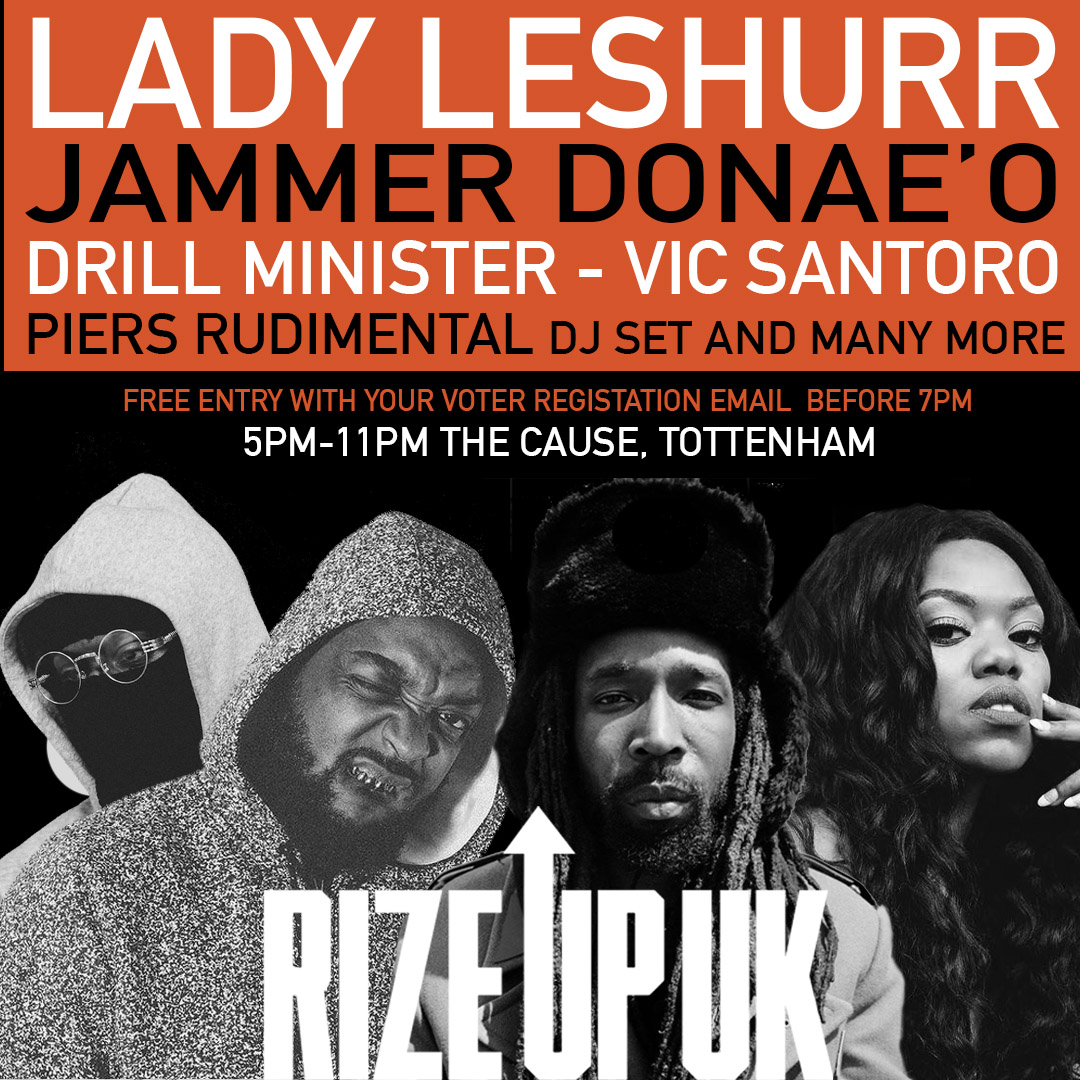 LADY LESHURR
JAMMER DONAE'O
DRILL MINISTER - VIC SANTORO
PIERS RUDIMENTAL DJ SET AND MANY MORE
FREE ENTRY WITH YOUR VOTER REGISTATION EMAIL BEFORE 7PM
5PM-11PM THE CAUSE, TOTTENHAM
RIZE UP UK